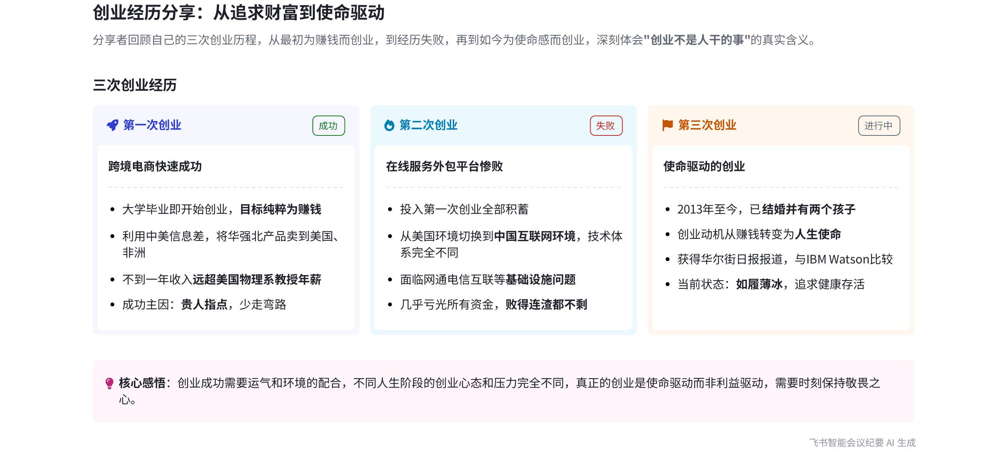 创业经历分享：从追求财富到使命驱动
分享者回顾自己的三次创业历程，从最初为赚钱而创业，到经历失败，再到如今为使命感而创业，深刻体会"创业不是人干的事"的真实含义。
三次创业经历
第一次创业
成功
跨境电商快速成功
大学毕业即开始创业，目标纯粹为赚钱
利用中美信息差，将华强北产品卖到美国、
非洲
不到一年收入远超美国物理系教授年薪
成功主因：贵人指点，少走弯路
第二次创业
失败
在线服务外包平台惨败
投入第一次创业全部积蓄
从美国环境切换到中国互联网环境，技术体
系完全不同
面临网通电信互联等基础设施问题
几乎亏光所有资金，败得连渣都不剩
第三次创业
进行中
使命驱动的创业
2013年至今，已结婚并有两个孩子
创业动机从赚钱转变为人生使命
获得华尔街日报报道，与IBM Watson比较
当前状态：如履薄冰，追求健康存活
核心感悟：创业成功需要运气和环境的配合，不同人生阶段的创业心态和压力完全不同，真正的创业是使命驱动而非利益驱动，需要时刻保持敬畏之
心。
飞书智能会议纪要 AI 生成